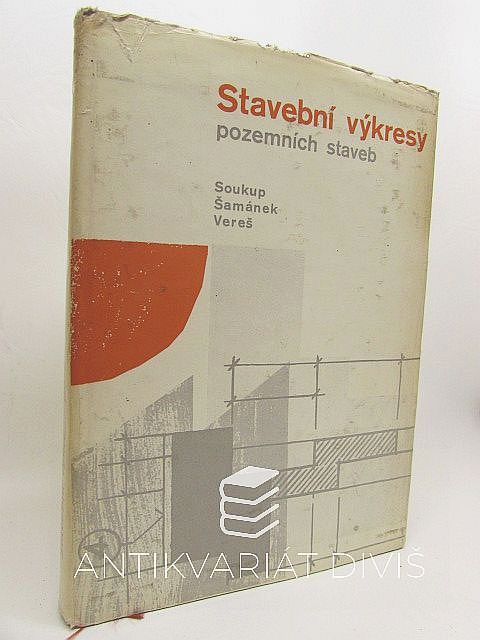 Stavební výkresy
pozemních staveb
Soukup
Šamánek
Vereš
ANTIKVARIÁT DIVIŠ